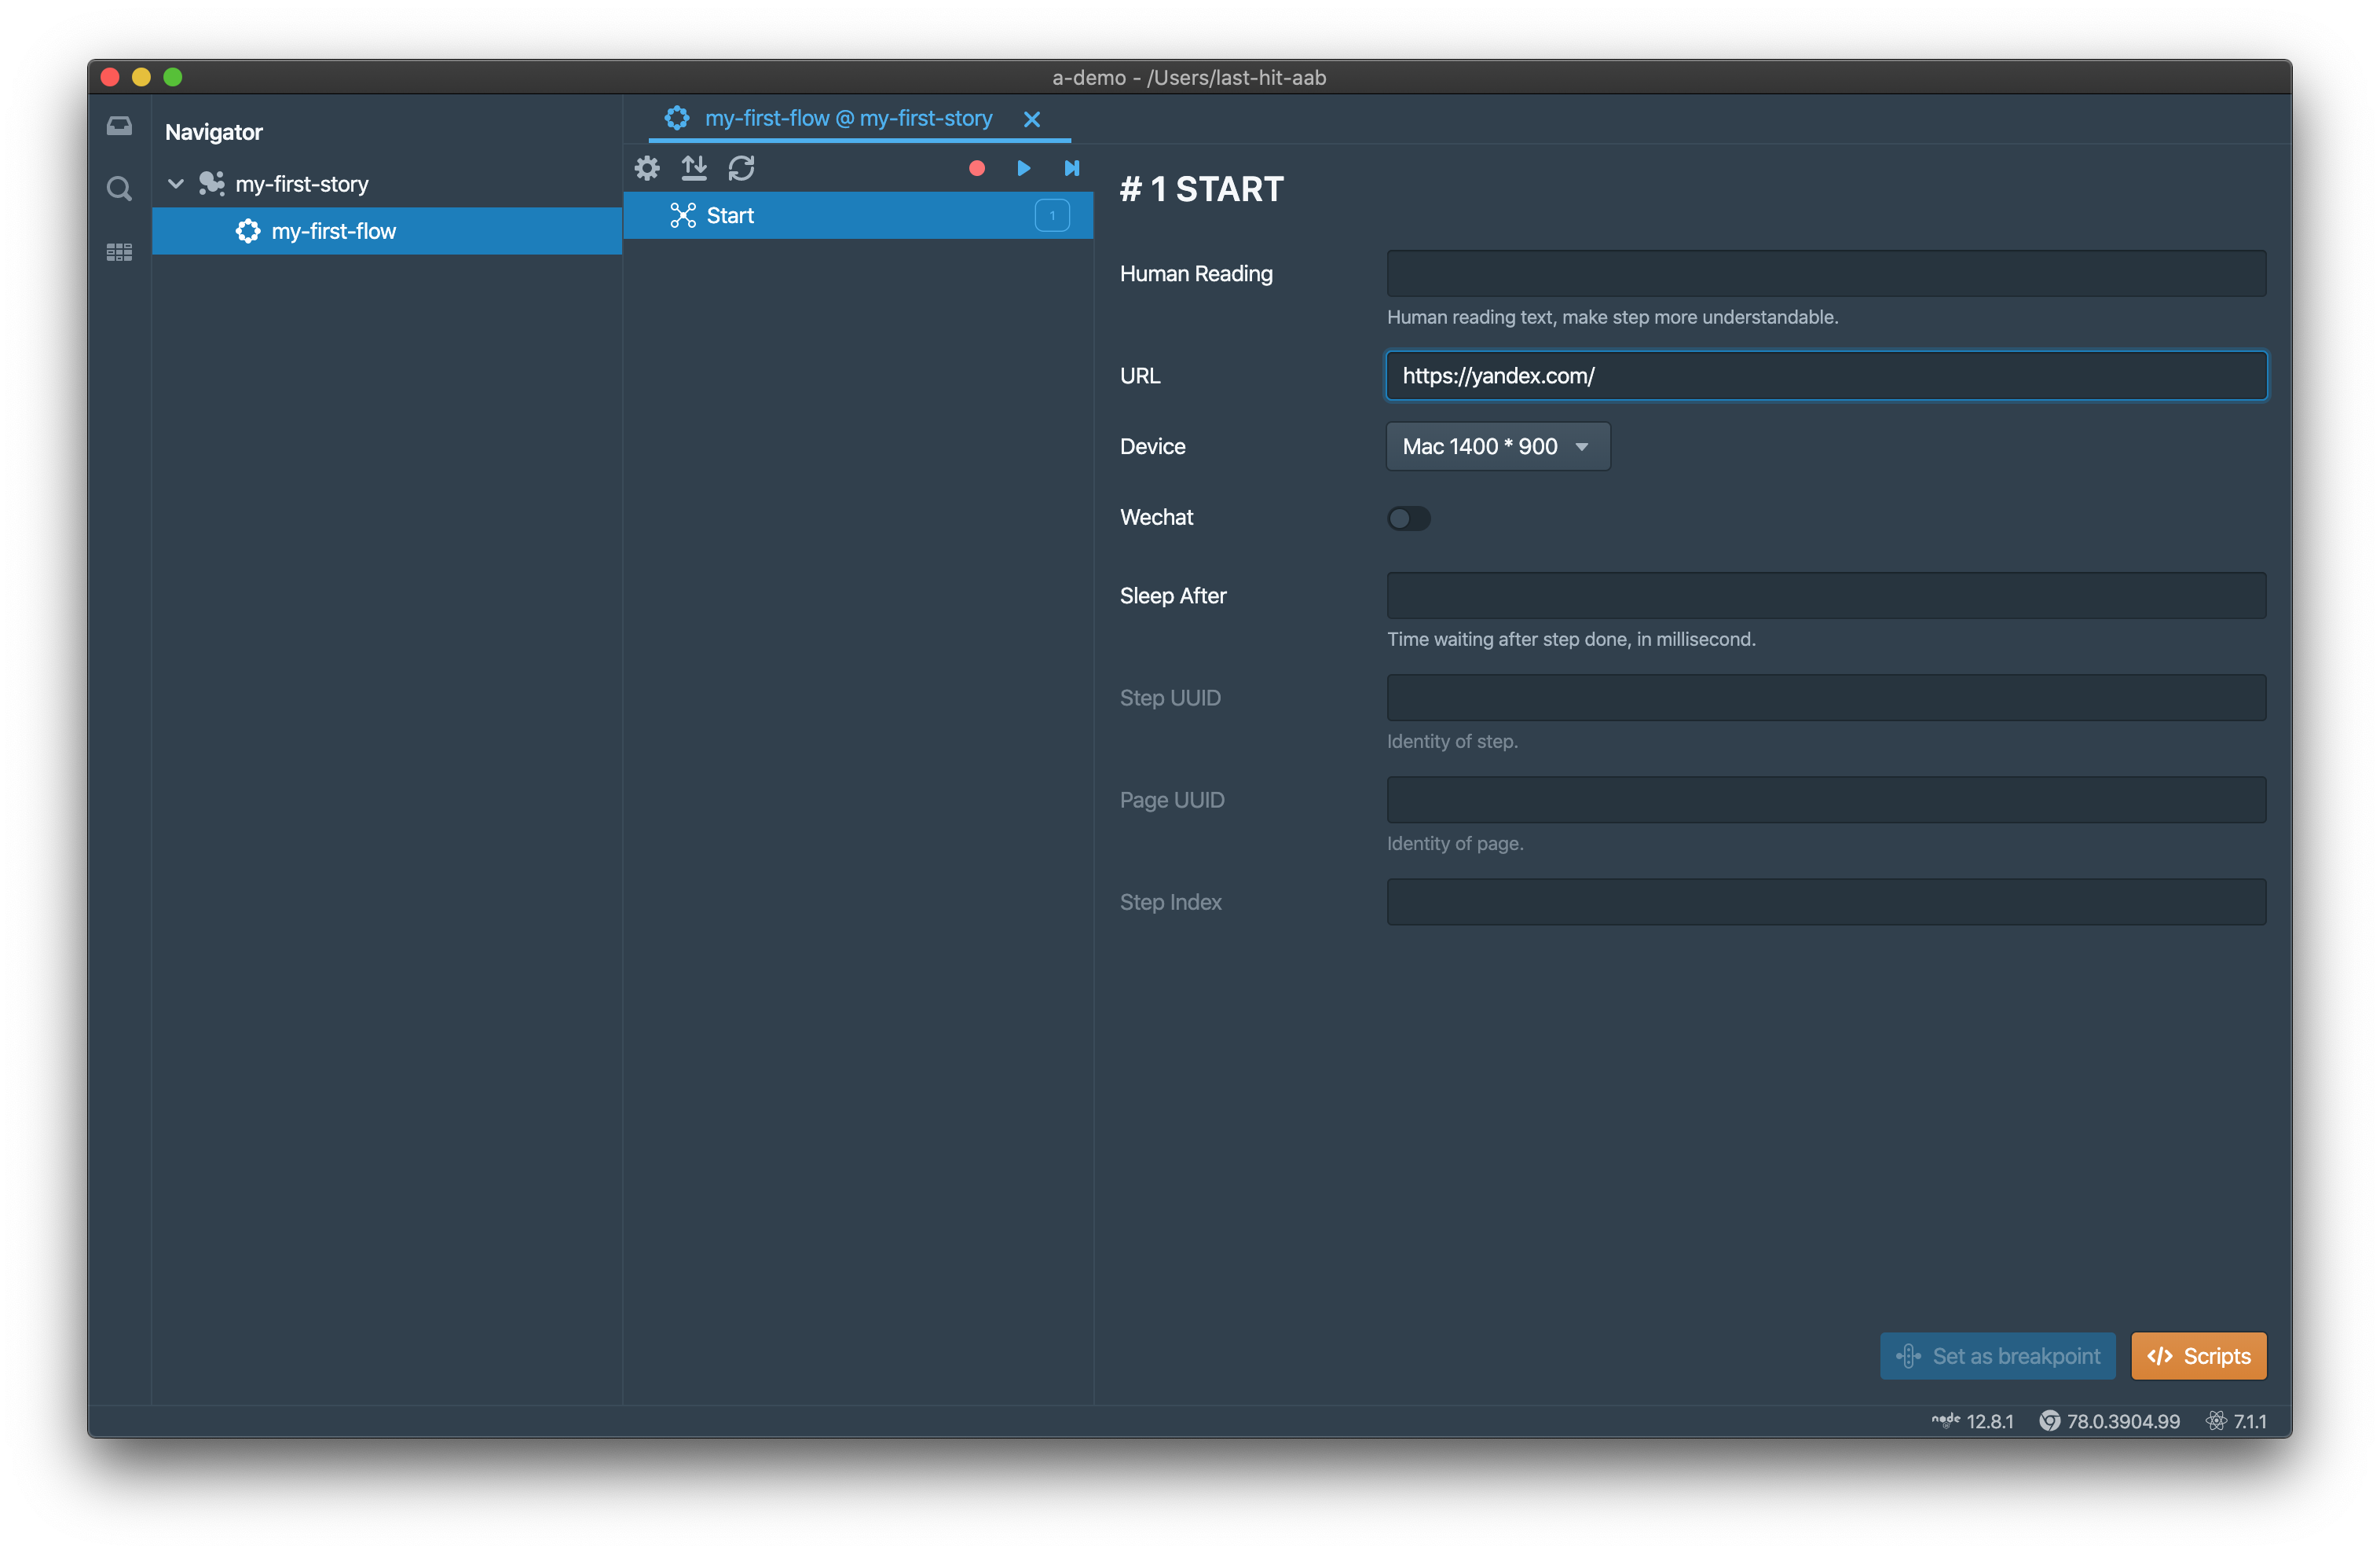 a-demo - /Users/last-hit-aab
Navigator
my-first-story
my-first-flow
my-first-flow @ my-first-story
Start
1
# 1 START
Human Reading
Human reading text, make step more understandable.
URL
https://yandex.com/
Device
Mac 1400 * 900
Wechat
Sleep After
Time waiting after step done, in millisecond.
Step UUID
Identity of step.
Page UUID
Identity of page.
Step Index
Set as breakpoint
Scripts
node 12.8.1
78.0.3904.99
7.1.1